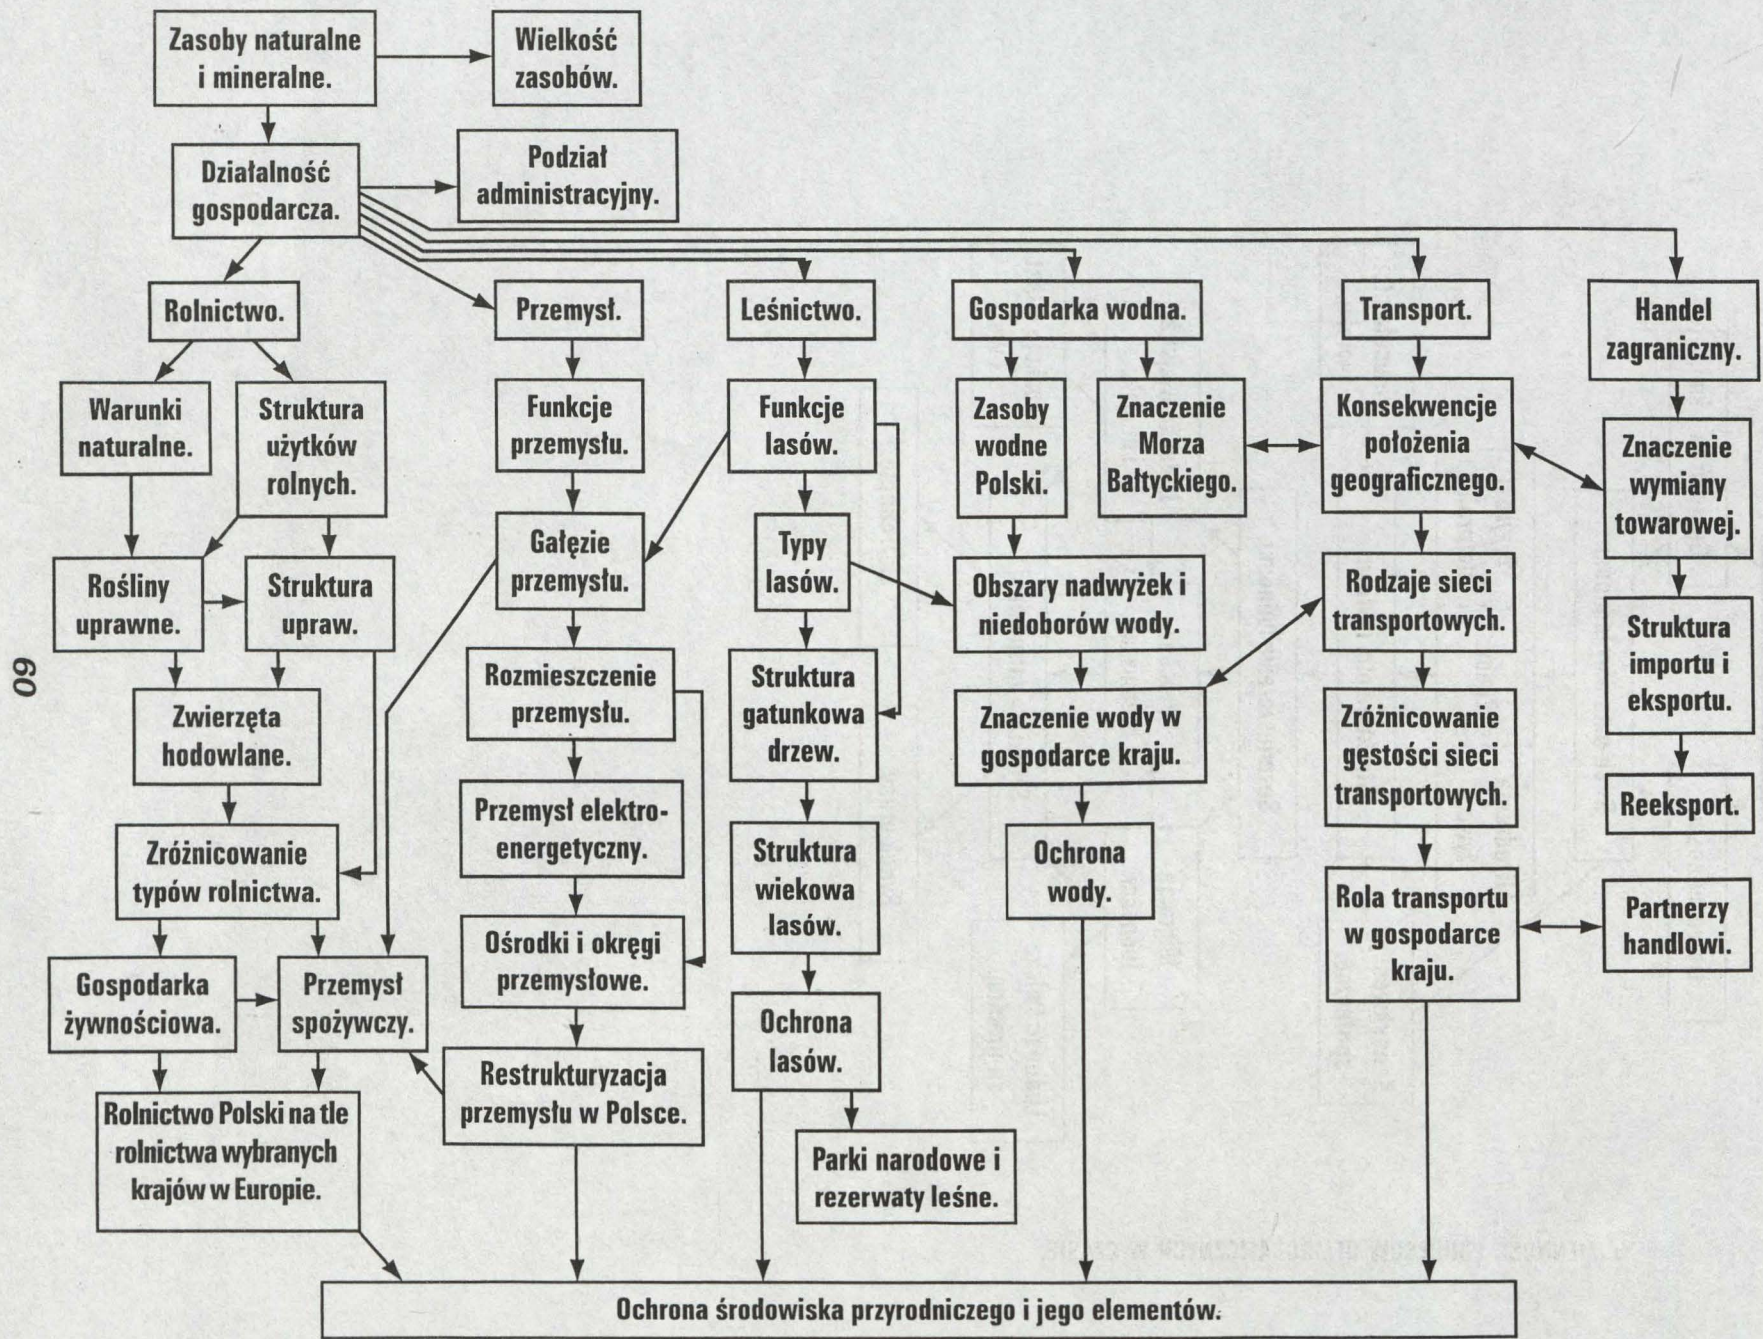 Zasoby naturalne
i mineralne.
Wielkość
zasobów.
Działalność
gospodarcza.
Podział
administracyjny.
Rolnictwo.
Przemysł.
Leśnictwo.
Gospodarka wodna.
Transport.
Handel
zagraniczny.
Warunki
naturalne.
Struktura
użytków
rolnych.
Funkcje
przemysłu.
Funkcje
lasów.
Zasoby
wodne
Polski.
Znaczenie
Morza
Bałtyckiego.
Konsekwencje
położenia
geograficznego.
Znaczenie
wymiany
towarowej.
Rośliny
uprawne.
Struktura
upraw.
Gałęzie
przemysłu.
Typy
lasów.
Obszary nadwyżek i
niedoborów wody.
Rodzaje sieci
transportowych.
Struktura
importu i
eksportu.
60
Zwierzęta
hodowlane.
Rozmieszczenie
przemysłu.
Struktura
gatunkowa
drzew.
Znaczenie wody w
gospodarce kraju.
Zróżnicowanie
gęstości sieci
transportowych.
Reeksport.
Zróżnicowanie
typów rolnictwa.
Przemysł elektro-
energetyczny.
Struktura
wiekowa
lasów.
Ochrona
wody.
Rola transportu
w gospodarce
kraju.
Partnerzy
handlowi.
Gospodarka
żywnościowa.
Przemysł
spożywczy.
Ośrodki i okręgi
przemysłowe.
Ochrona
lasów.
Rolnictwo Polski na tle
rolnictwa wybranych
krajów w Europie.
Restrukturyzacja
przemysłu w Polsce.
Parki narodowe i
rezerwaty leśne.
Ochrona środowiska przyrodniczego i jego elementów.